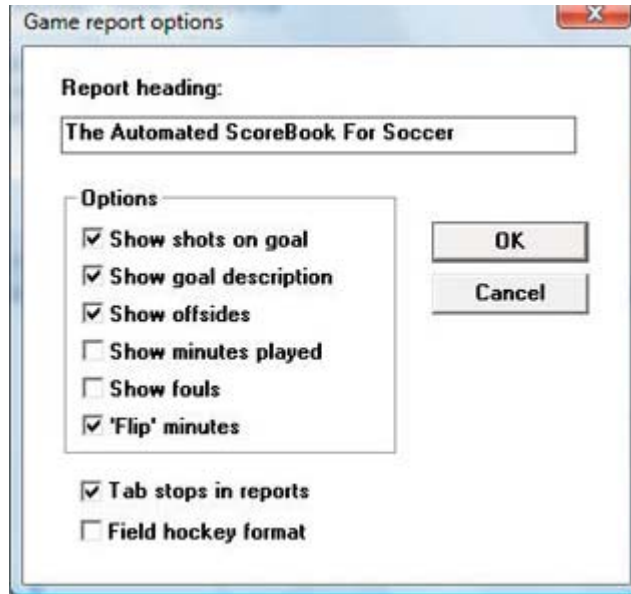 Game report options
Report heading:
The Automated ScoreBook For Soccer
Options
Show shots on goal
Show goal description
Show offsides
Show minutes played
Show fouls
'Flip' minutes
OK
Cancel
Tab stops in reports
Field hockey format